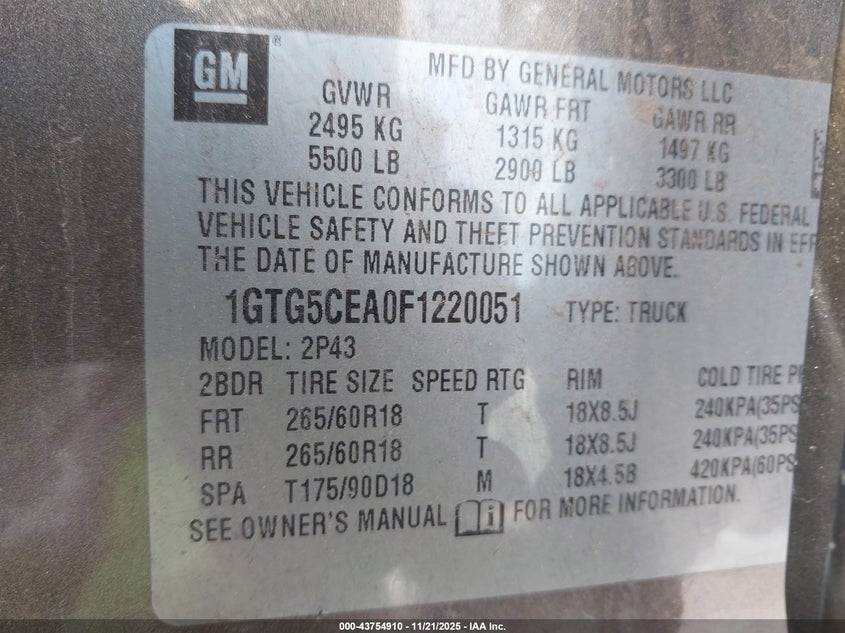 GM
MFD BY GENERAL MOTORS LLC
GVWR GAWR FRT GAWR RR
2495 KG 1315 KG 1497 KG
5500 LB 2900 LB 3300 LB
THIS VEHICLE CONFORMS TO ALL APPLICABLE U.S. FEDERAL
VEHICLE SAFETY AND THEFT PREVENTION STANDARDS IN EFF
THE DATE OF MANUFACTURE SHOWN ABOVE.
1GTG5CEA0F1220051 TYPE: TRUCK
MODEL: 2P43
2BDR TIRE SIZE SPEED RTG RIM COLD TIRE PR
FRT 265/60R18 T 18X8.5J 240KPA(35PS
RR 265/60R18 T 18X8.5J 240KPA(35PS
SPA T175/90D18 M 18X4.5B 420KPA(60PS
SEE OWNER'S MANUAL i FOR MORE INFORMATION.
000-43754910 - 11/21/2025 - IAA Inc.